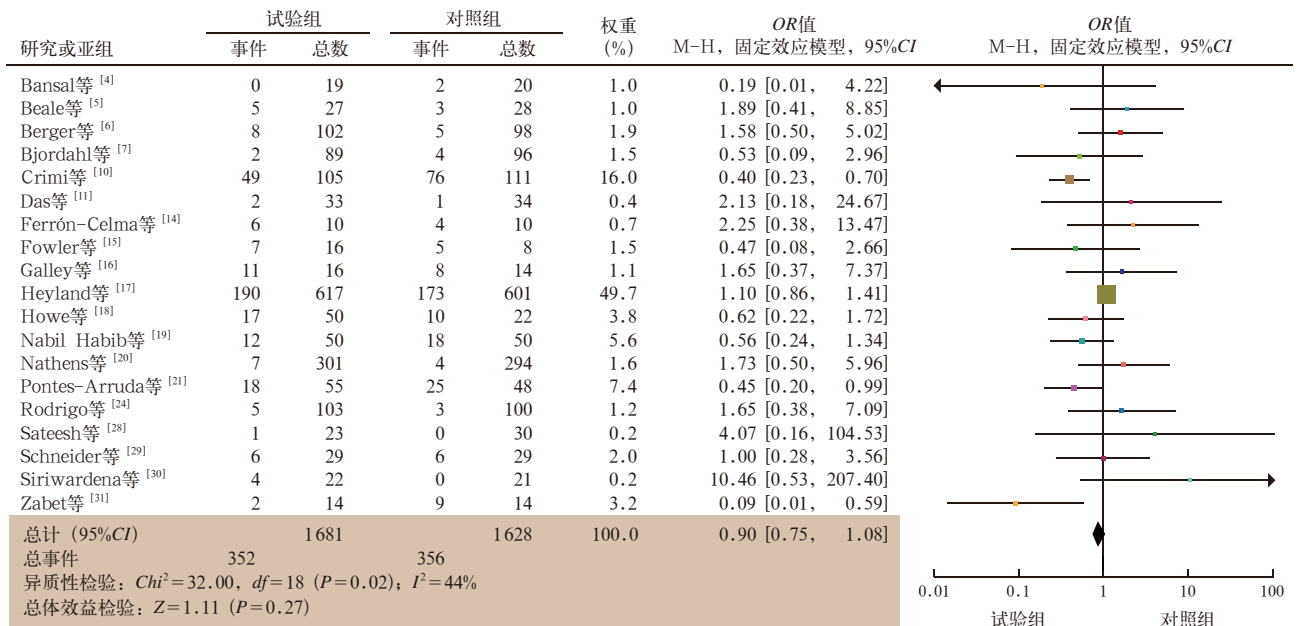 试验组 对照组 权重 OR值 OR值
研究或亚组 事件 总数 事件 总数 (%) M-H, 固定效应模型, 95%CI M-H, 固定效应模型, 95%CI
Bansal等 [4] 0 19 2 20 1.0 0.19 [0.01, 4.22]
Beale等 [5] 5 27 3 28 1.0 1.89 [0.41, 8.85]
Berger等 [6] 8 102 5 98 1.9 1.58 [0.50, 5.02]
Bjordahl等 [7] 2 89 4 96 1.5 0.53 [0.09, 2.96]
Crimi等 [10] 49 105 76 111 16.0 0.40 [0.23, 0.70]
Das等 [11] 2 33 1 34 0.4 2.13 [0.18, 24.67]
Ferrón-Celma等 [14] 6 10 4 10 0.7 2.25 [0.38, 13.47]
Fowler等 [15] 7 16 5 8 1.5 0.47 [0.08, 2.66]
Galley等 [16] 11 16 8 14 1.1 1.65 [0.37, 7.37]
Heyland等 [17] 190 617 173 601 49.7 1.10 [0.86, 1.41]
Howe等 [18] 17 50 10 22 3.8 0.62 [0.22, 1.72]
Nabil Habib等 [19] 12 50 18 50 5.6 0.56 [0.24, 1.34]
Nathens等 [20] 7 301 4 294 1.6 1.73 [0.50, 5.96]
Pontes-Arruda等 [21] 18 55 25 48 7.4 0.45 [0.20, 0.99]
Rodrigo等 [24] 5 103 3 100 1.2 1.65 [0.38, 7.09]
Sateesh等 [28] 1 23 0 30 0.2 4.07 [0.16, 104.53]
Schneider等 [29] 6 29 6 29 2.0 1.00 [0.28, 3.56]
Siriwardena等 [30] 4 22 0 21 0.2 10.46 [0.53, 207.40]
Zabet等 [31] 2 14 9 14 3.2 0.09 [0.01, 0.59]
总计 (95%CI) 1681 1628 100.0 0.90 [0.75, 1.08]
总事件 352 356
异质性检验: Chi²=32.00, df=18 (P=0.02); I²=44%
总体效益检验: Z=1.11 (P=0.27)
0.01 0.1 1 10 100
试验组 对照组